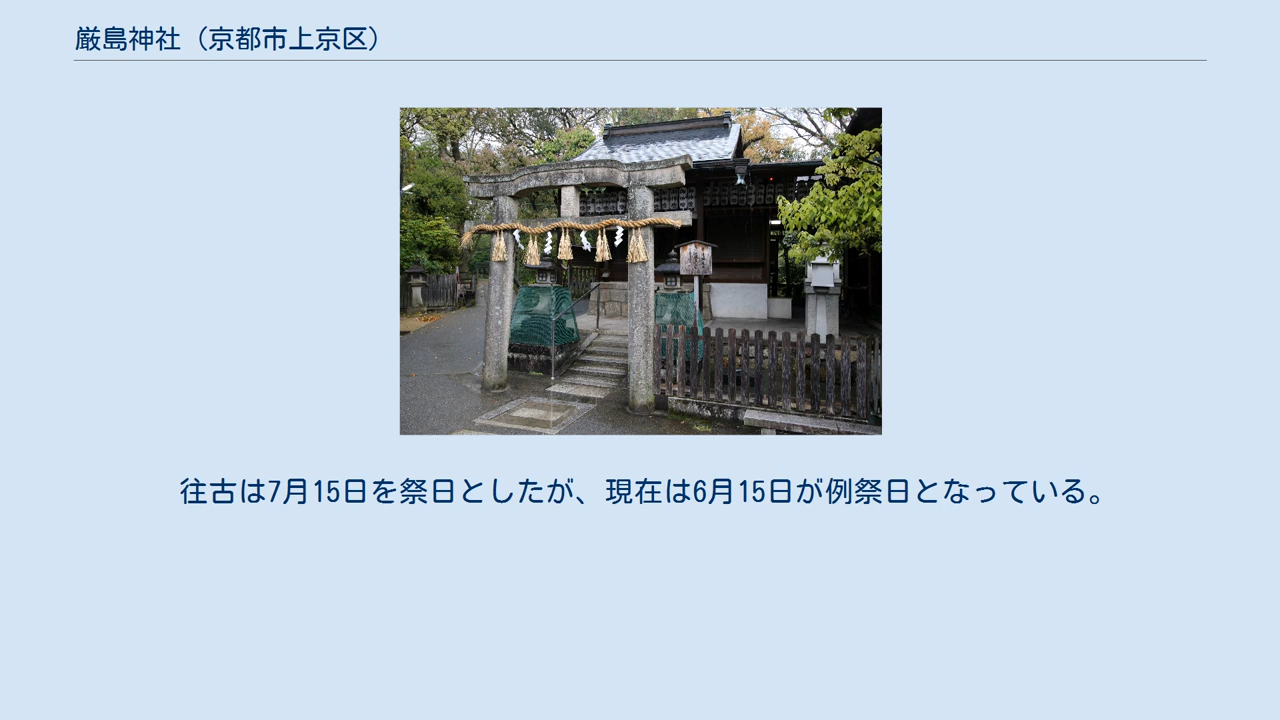 厳島神社（京都市上京区）
往古は7月15日を祭日としたが、現在は6月15日が例祭日となっている。